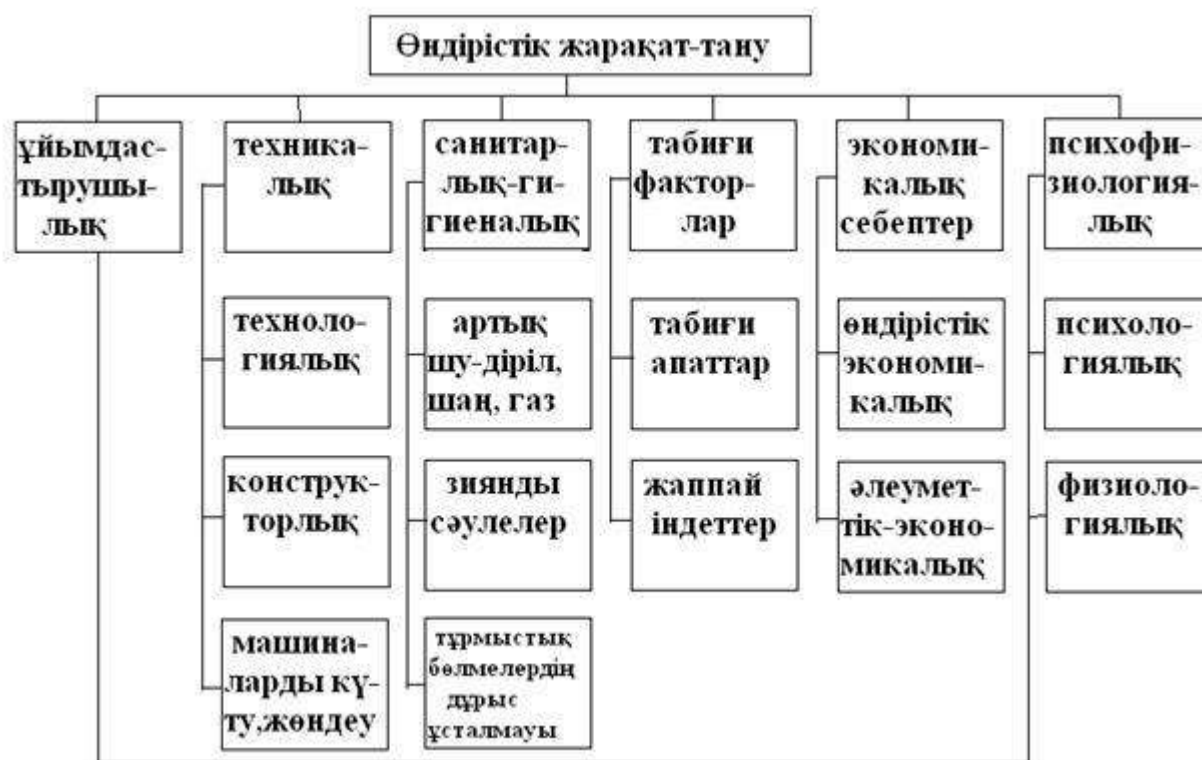 Өндірістік жарақат-тану
ұйымдас-
тырушы-
лық
техника-
лық
санитар-
лық-ги-
гиеналық
табиғи
фактор-
лар
экономи-
калық
себептер
психофи-
зиология-
лық
техноло-
гиялық
артық
шу-діріл,
шаң, газ
табиғи
апаттар
өндірістік
экономи-
калық
психоло-
гиялық
конструк-
торлық
зиянды
сәулелер
жаппай
індеттер
әлеумет-
тік-эконо-
микалық
физиоло-
гиялық
машина-
ларды кү-
ту,жөндеу
тұрмыстық
бөлмелердің
дұрыс
ұсталмауы